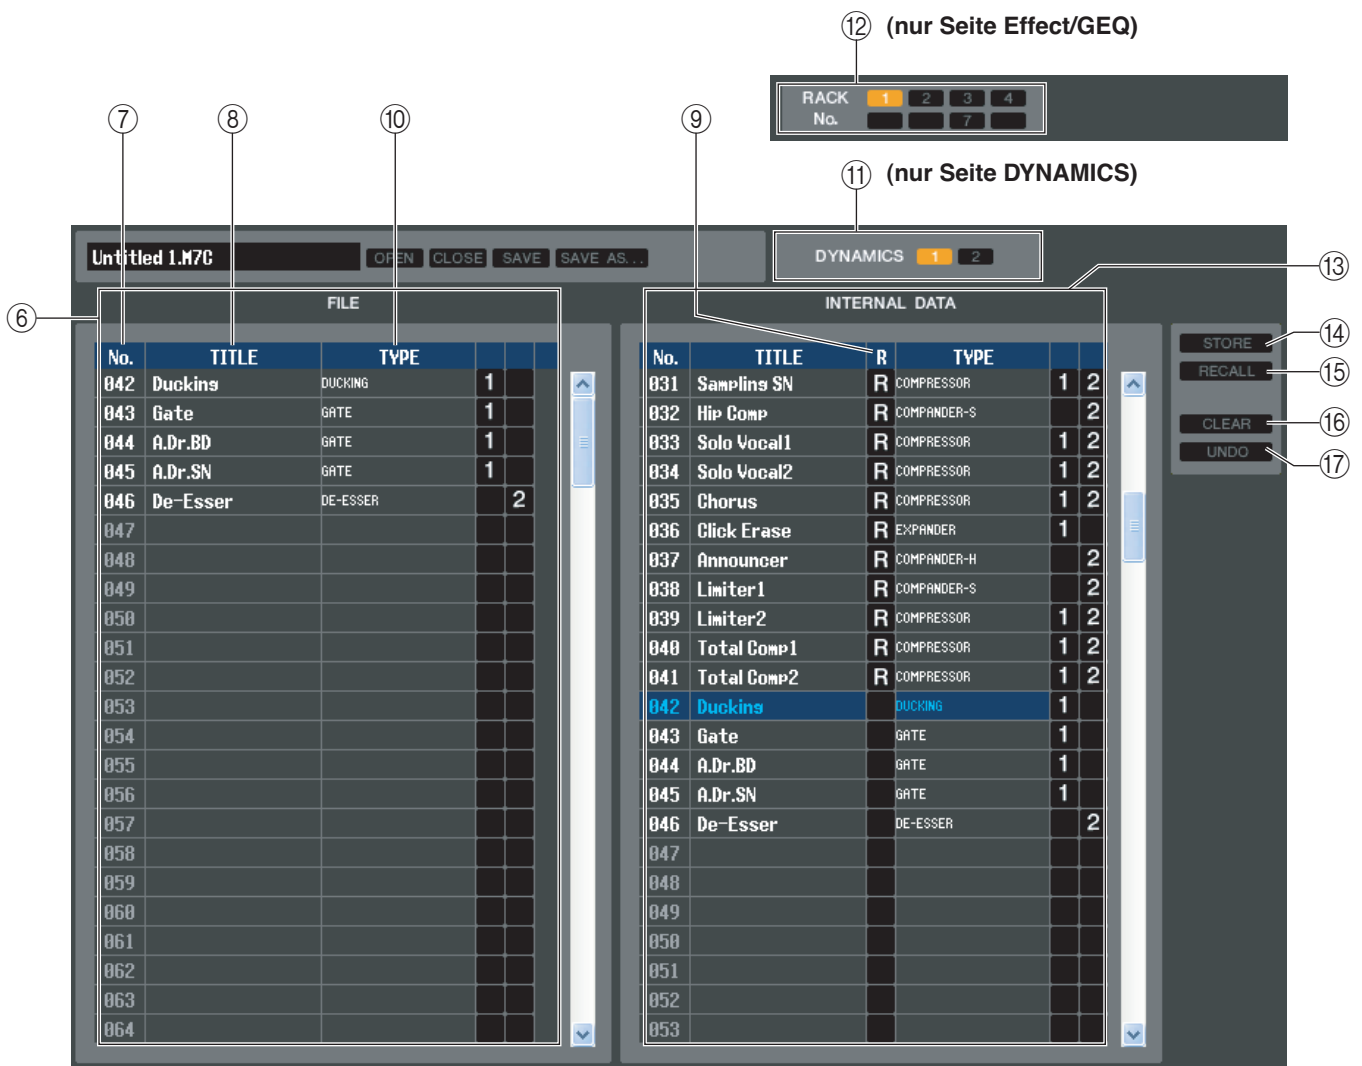 ⑫ (nur Seite Effect/GEQ)
RACK 1 2 3 4
No. 7
⑦ ⑧ ⑩ ⑨
⑪ (nur Seite DYNAMICS)
Untitled 1.M7C OPEN CLOSE SAVE SAVE AS... DYNAMICS 1 2
⑬
⑥ FILE INTERNAL DATA
STORE ⑭
No. TITLE TYPE No. TITLE R TYPE
RECALL ⑮
042 Ducking DUCKING 1 031 Sampling SN R COMPRESSOR 1 2
043 Gate GATE 1 032 Hip Comp R COMPANDER-S 2
CLEAR ⑯
044 A.Dr.BD GATE 1 033 Solo Vocal1 R COMPRESSOR 1 2
UNDO ⑰
045 A.Dr.SN GATE 1 034 Solo Vocal2 R COMPRESSOR 1 2
046 De-Esser DE-ESSER 2 035 Chorus R COMPRESSOR 1 2
047 036 Click Erase R EXPANDER 1
048 037 Announcer R COMPANDER-H 2
049 038 Limiter1 R COMPANDER-S 2
050 039 Limiter2 R COMPRESSOR 1 2
051 040 Total Comp1 R COMPRESSOR 1 2
052 041 Total Comp2 R COMPRESSOR 1 2
053 042 Ducking DUCKING 1
054 043 Gate GATE 1
055 044 A.Dr.BD GATE 1
056 045 A.Dr.SN GATE 1
057 046 De-Esser DE-ESSER 2
058 047
059 048
060 049
061 050
062 051
063 052
064 053